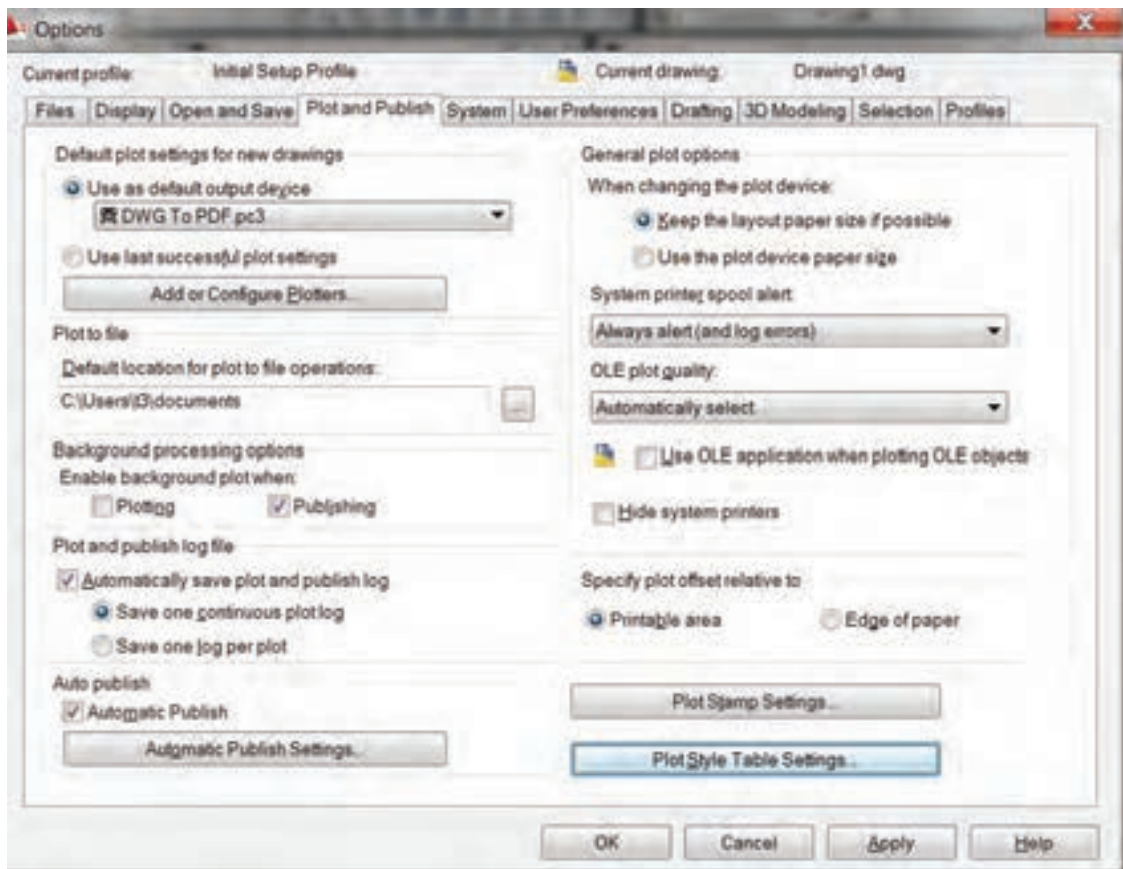 Options
Current profile: Initial Setup Profile Current drawing: Drawing1.dwg
Files Display Open and Save Plot and Publish System User Preferences Drafting 3D Modeling Selection Profiles
Default plot settings for new drawings
Use as default output device
DWG To PDF.pc3
Use last successful plot settings
Add or Configure Plotters...
Plot to file
Default location for plot to file operations:
C:\Users\t3\documents
...
Background processing options
Enable background plot when:
Plotting Publishing
Plot and publish log file
Automatically save plot and publish log
Save one continuous plot log
Save one log per plot
Auto publish
Automatic Publish
Automatic Publish Settings...
General plot options
When changing the plot device:
Keep the layout paper size if possible
Use the plot device paper size
System printer spool alert:
Always alert (and log errors)
OLE plot quality:
Automatically select
Use OLE application when plotting OLE objects
Hide system printers
Specify plot offset relative to
Printable area Edge of paper
Plot Stamp Settings...
Plot Style Table Settings...
OK Cancel Apply Help